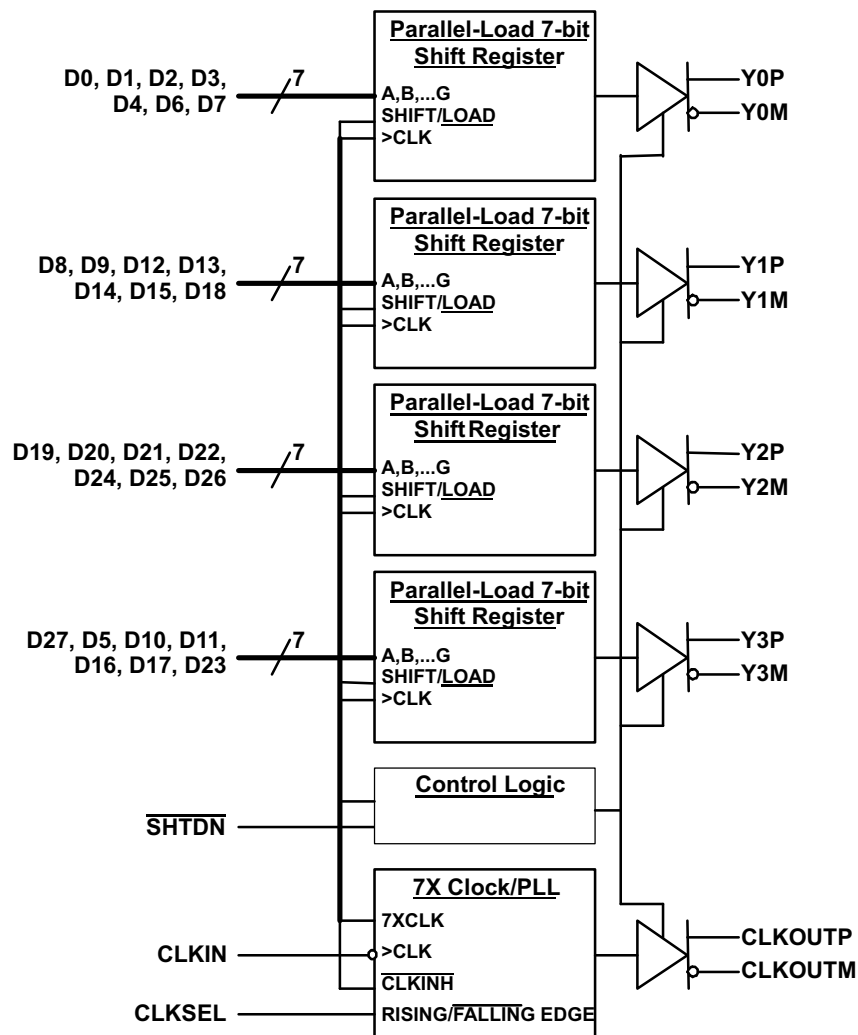 Parallel-Load 7-bit
Shift Register
D0, D1, D2, D3,
D4, D6, D7
7
A,B,...G
SHIFT/LOAD
>CLK
Y0P
Y0M
Parallel-Load 7-bit
Shift Register
D8, D9, D12, D13,
D14, D15, D18
7
A,B,...G
SHIFT/LOAD
>CLK
Y1P
Y1M
Parallel-Load 7-bit
ShiftRegister
D19, D20, D21, D22,
D24, D25, D26
7
A,B,...G
SHIFT/LOAD
>CLK
Y2P
Y2M
Parallel-Load 7-bit
Shift Register
D27, D5, D10, D11,
D16, D17, D23
7
A,B,...G
SHIFT/LOAD
>CLK
Y3P
Y3M
Control Logic
SHTDN
7X Clock/PLL
7XCLK
CLKIN
>CLK
CLKINH
CLKSEL
RISING/FALLING EDGE
CLKOUTP
CLKOUTM